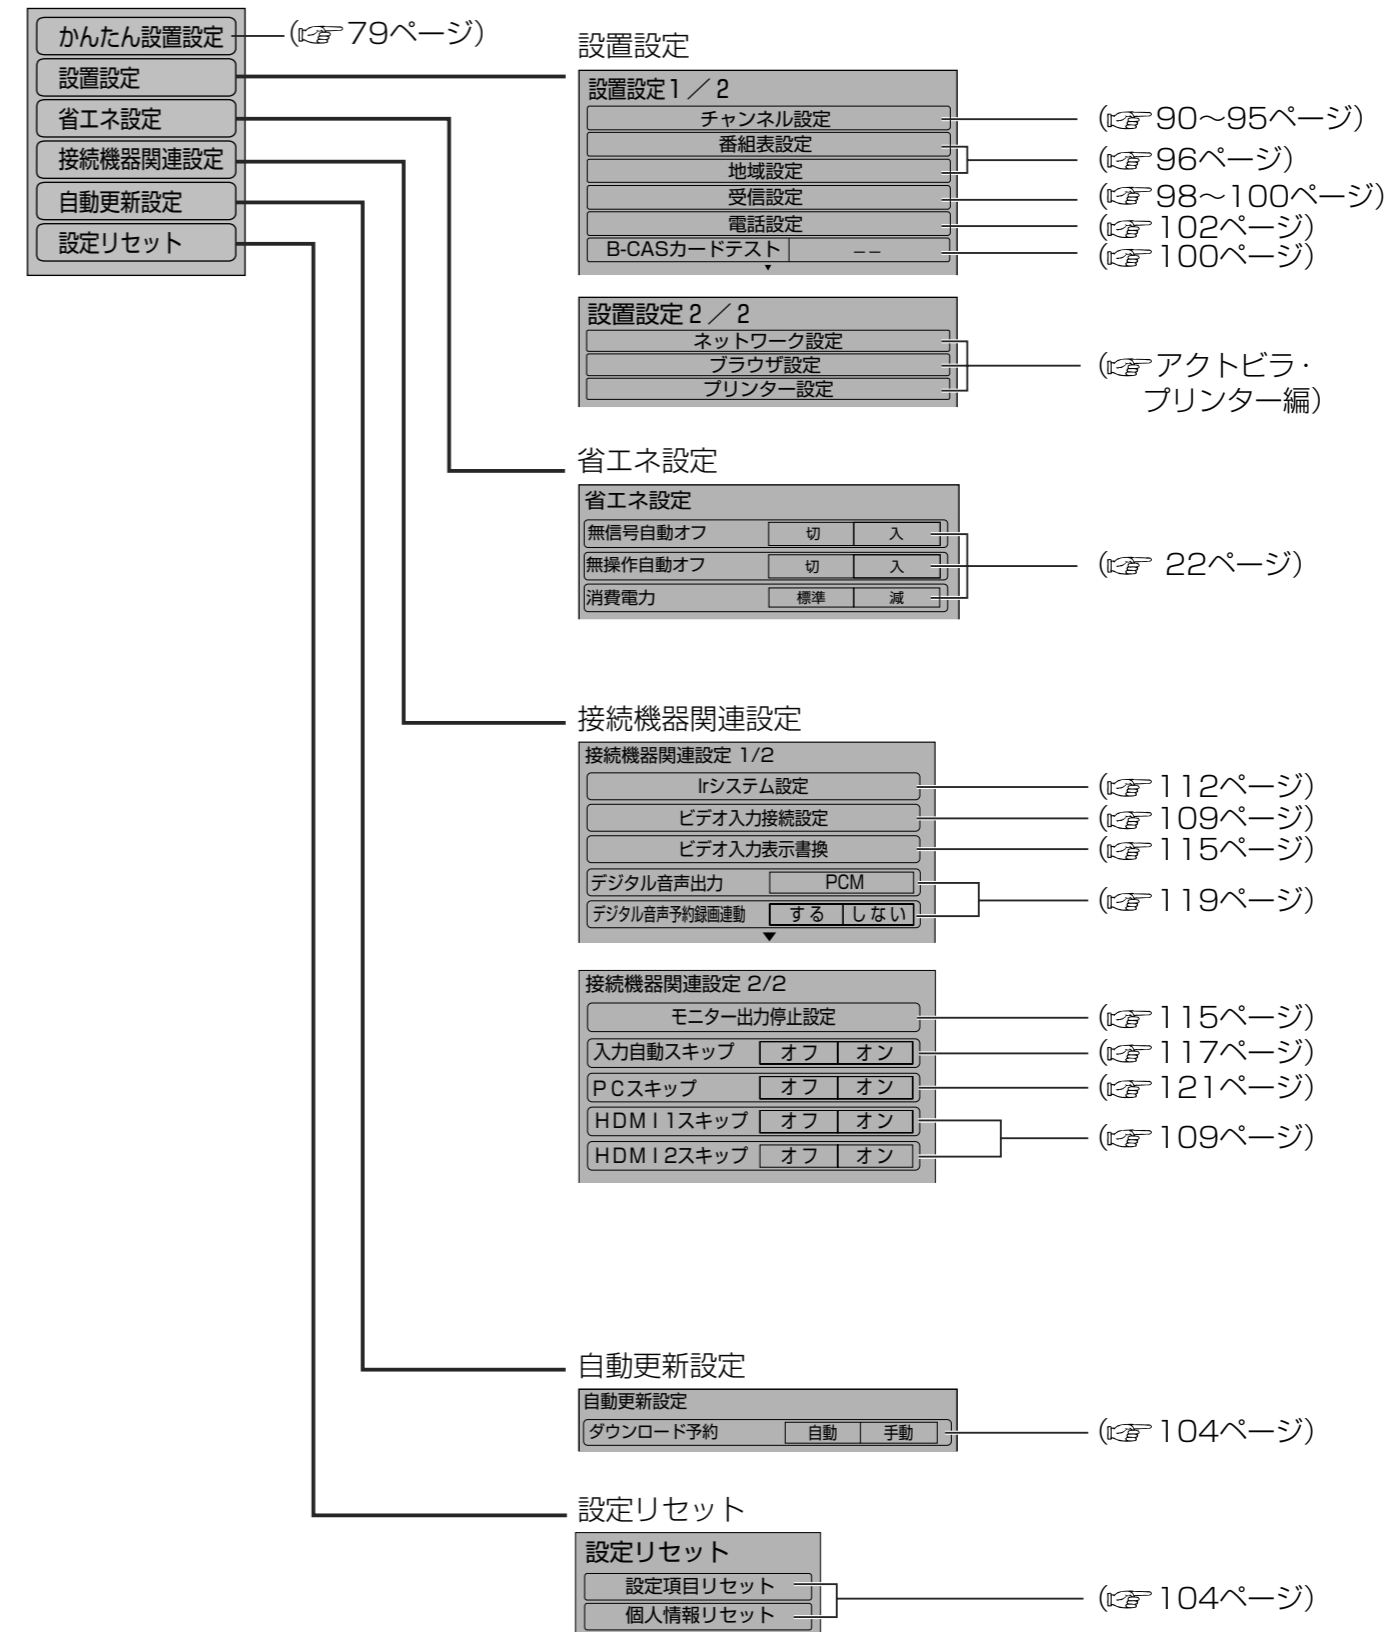 かんたん設置設定
(☞79ページ)
設置設定
省エネ設定
接続機器関連設定
自動更新設定
設定リセット
設置設定
設置設定1／2
チャンネル設定
(☞90～95ページ)
番組表設定
地域設定
(☞96ページ)
受信設定
(☞98～100ページ)
電話設定
(☞102ページ)
B-CASカードテスト －－
(☞100ページ)
▼
設置設定2／2
ネットワーク設定
ブラウザ設定
プリンター設定
(☞アクトビラ・
プリンター編)
省エネ設定
省エネ設定
無信号自動オフ 切 入
無操作自動オフ 切 入
消費電力 標準 減
(☞ 22ページ)
接続機器関連設定
接続機器関連設定 1/2
Irシステム設定
(☞112ページ)
ビデオ入力接続設定
(☞109ページ)
ビデオ入力表示書換
(☞115ページ)
デジタル音声出力 PCM
デジタル音声予約録画連動 する しない
(☞119ページ)
▼
接続機器関連設定 2/2
モニター出力停止設定
(☞115ページ)
入力自動スキップ オフ オン
(☞117ページ)
PCスキップ オフ オン
(☞121ページ)
HDMI1スキップ オフ オン
HDMI2スキップ オフ オン
(☞109ページ)
自動更新設定
自動更新設定
ダウンロード予約 自動 手動
(☞104ページ)
設定リセット
設定リセット
設定項目リセット
個人情報リセット
(☞104ページ)